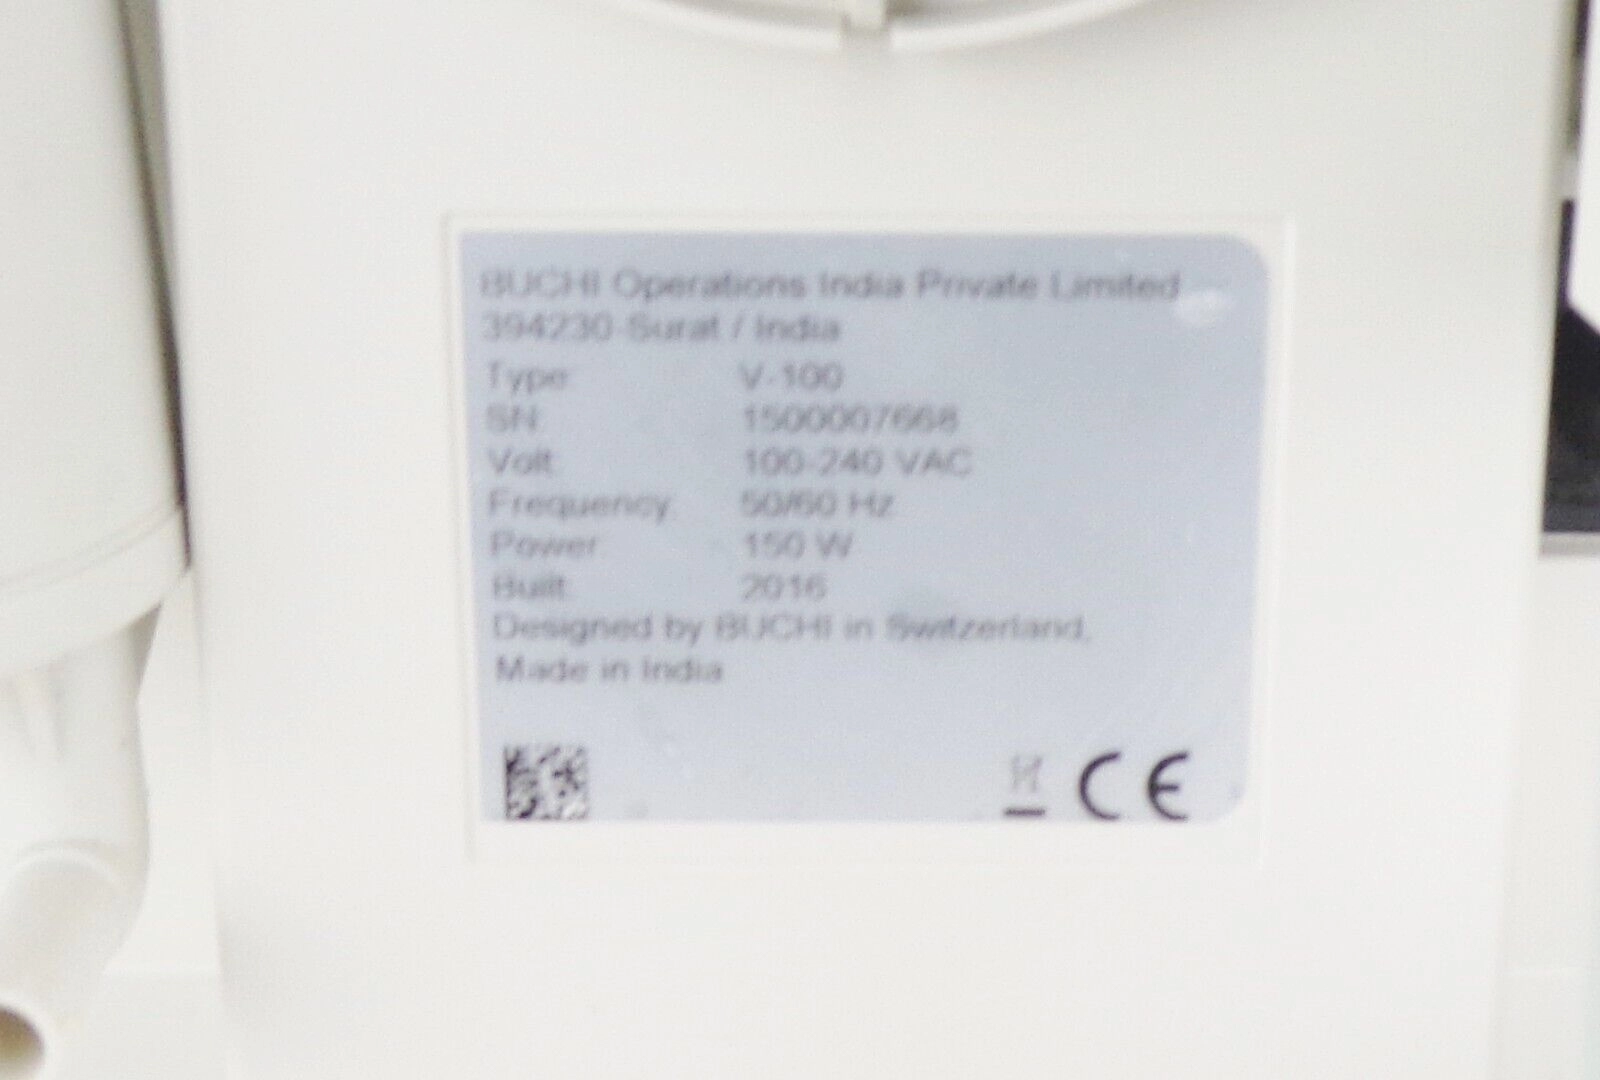 BUCHI Operations India Private Limited
394230-Surat / India
Type: V-100
SN: 1500007668
Volt: 100-240 VAC
Frequency: 50/60 Hz
Power: 150 W
Built: 2016
Designed by BUCHI in Switzerland,
Made in India
CE